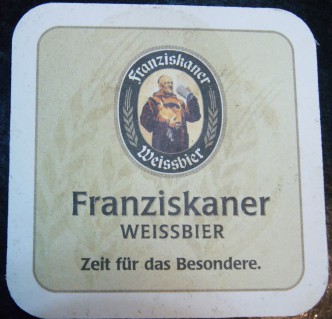 Franziskaner
Weissbier
Franziskaner
WEISSBIER
Zeit für das Besondere.